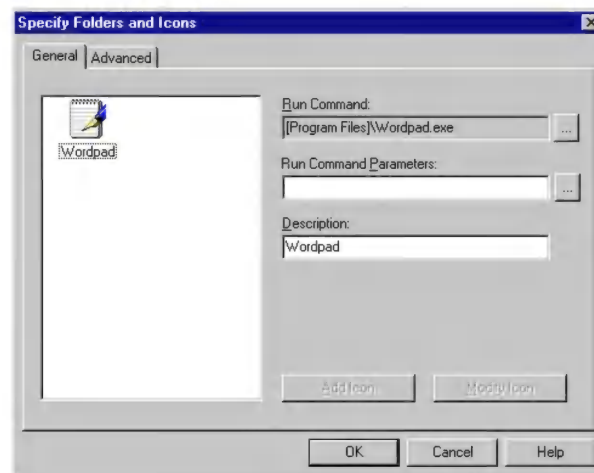 Specify Folders and Icons
General Advanced
Wordpad
Run Command:
[Program Files]\Wordpad.exe
...
Run Command Parameters:
...
Description:
Wordpad
Add Icon Modify Icon
OK Cancel Help